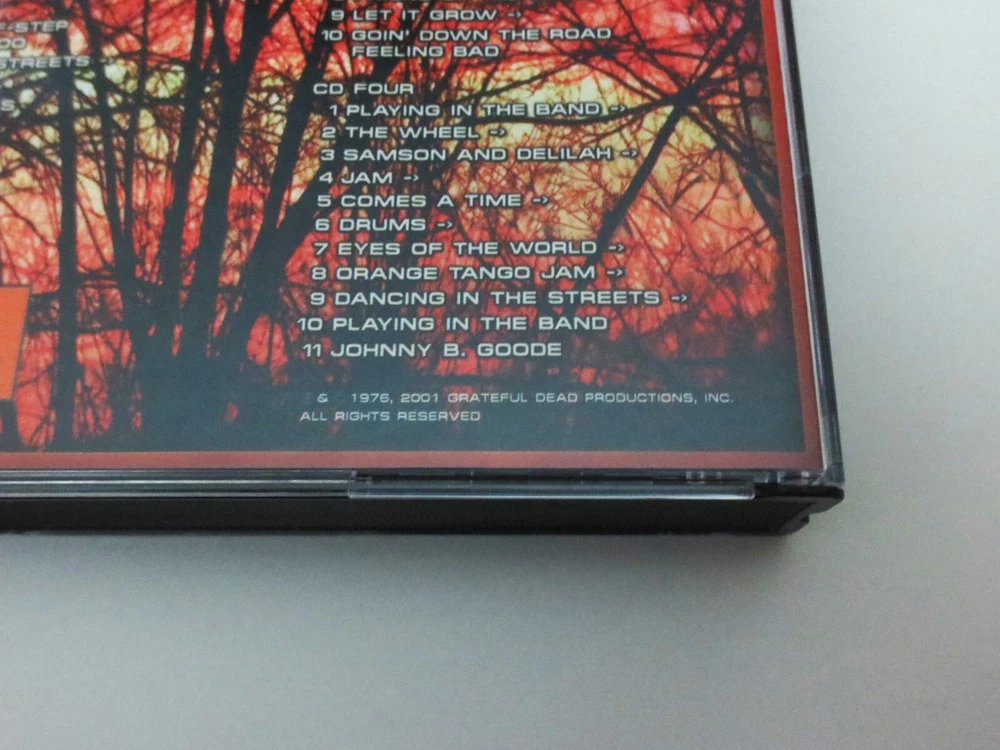 -STEP
OO
STREETS ->
S
9 LET IT GROW ->
10 GOIN' DOWN THE ROAD
FEELING BAD
CD FOUR
1 PLAYING IN THE BAND ->
2 THE WHEEL ->
3 SAMSON AND DELILAH ->
4 JAM ->
5 COMES A TIME ->
6 DRUMS ->
7 EYES OF THE WORLD ->
8 ORANGE TANGO JAM ->
9 DANCING IN THE STREETS ->
10 PLAYING IN THE BAND
11 JOHNNY B. GOODE
& 1976, 2001 GRATEFUL DEAD PRODUCTIONS, INC.
ALL RIGHTS RESERVED